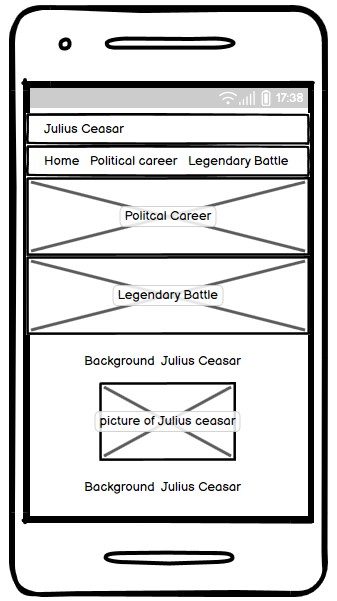 17:38
Julius Ceasar
Home Political career Legendary Battle
Politcal Career
Legendary Battle
Background Julius Ceasar
picture of Julius ceasar
Background Julius Ceasar